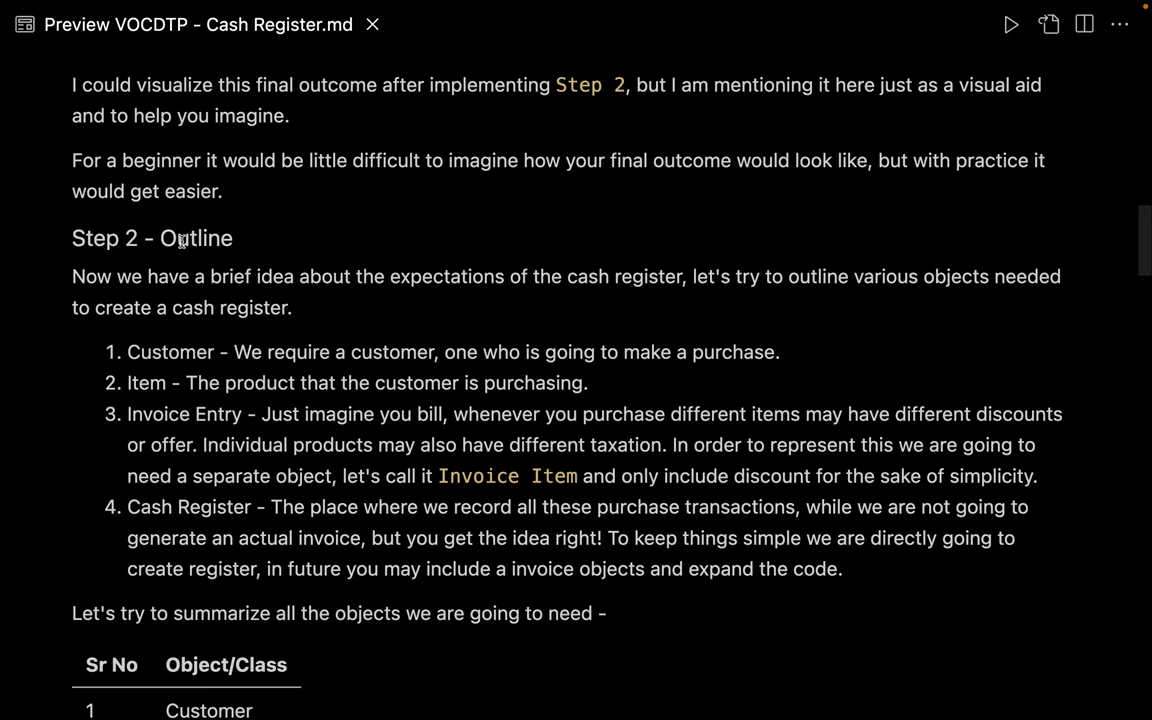 Preview VOCDTP - Cash Register.md
I could visualize this final outcome after implementing Step 2, but I am mentioning it here just as a visual aid
and to help you imagine.
For a beginner it would be little difficult to imagine how your final outcome would look like, but with practice it
would get easier.
Step 2 - Outline
Now we have a brief idea about the expectations of the cash register, let's try to outline various objects needed
to create a cash register.
1. Customer - We require a customer, one who is going to make a purchase.
2. Item - The product that the customer is purchasing.
3. Invoice Entry - Just imagine you bill, whenever you purchase different items may have different discounts
or offer. Individual products may also have different taxation. In order to represent this we are going to
need a separate object, let's call it Invoice Item and only include discount for the sake of simplicity.
4. Cash Register - The place where we record all these purchase transactions, while we are not going to
generate an actual invoice, but you get the idea right! To keep things simple we are directly going to
create register, in future you may include a invoice objects and expand the code.
Let's try to summarize all the objects we are going to need -
Sr No Object/Class
1 Customer